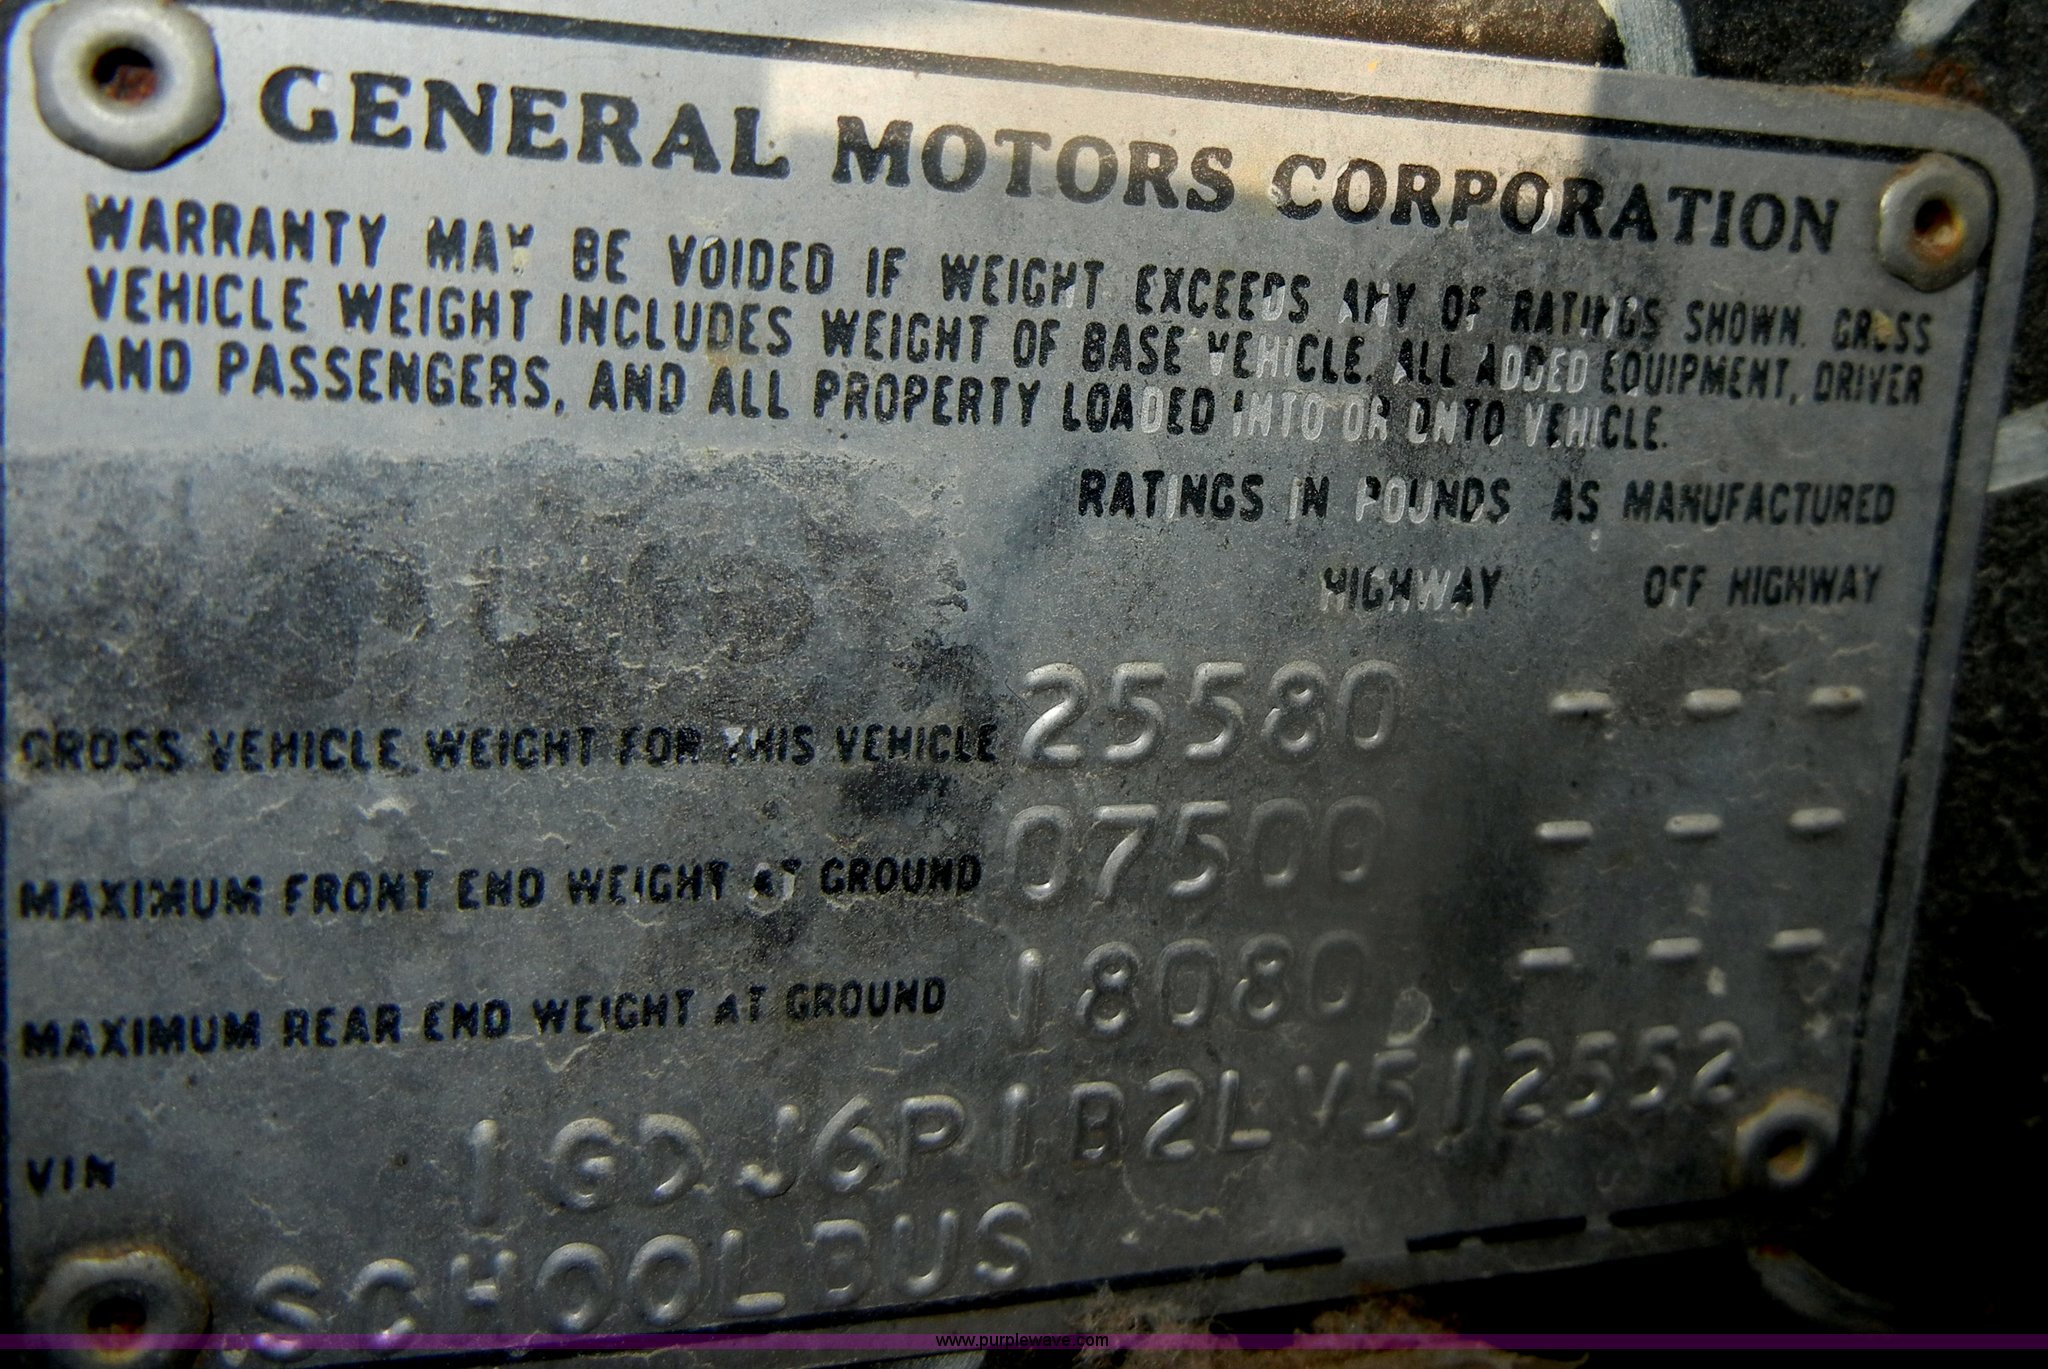 GENERAL MOTORS CORPORATION
WARRANTY MAY BE VOIDED IF WEIGHT EXCEEDS ANY OF RATINGS SHOWN. GROSS
VEHICLE WEIGHT INCLUDES WEIGHT OF BASE VEHICLE. ALL ADDED EQUIPMENT, DRIVER
AND PASSENGERS, AND ALL PROPERTY LOADED INTO OR ONTO VEHICLE.
RATINGS IN POUNDS AS MANUFACTURED
HIGHWAY OFF HIGHWAY
GROSS VEHICLE WEIGHT FOR THIS VEHICLE 25580 - - -
MAXIMUM FRONT END WEIGHT AT GROUND 07500 - - -
MAXIMUM REAR END WEIGHT AT GROUND 18080 - - -
VIN 1GDJ6P1B2LV512552
SCHOOL BUS
www.purplewave.com